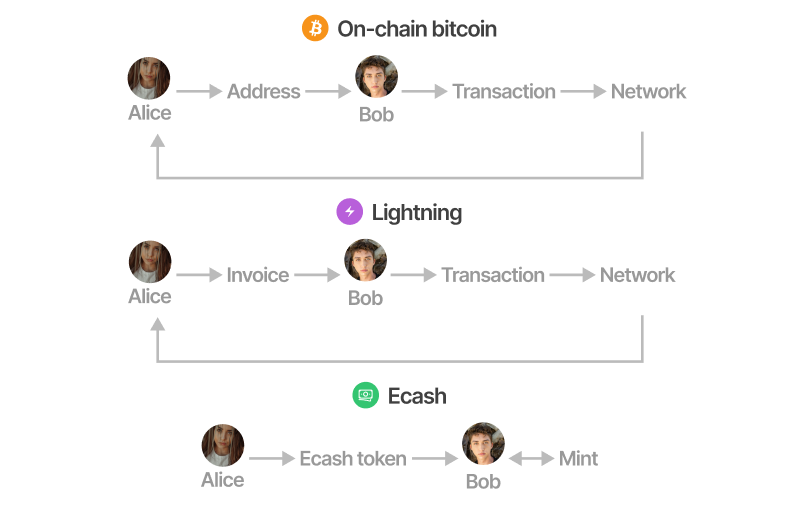 On-chain bitcoin
Alice
Address
Bob
Transaction
Network
Lightning
Alice
Invoice
Bob
Transaction
Network
Ecash
Alice
Ecash token
Bob
Mint